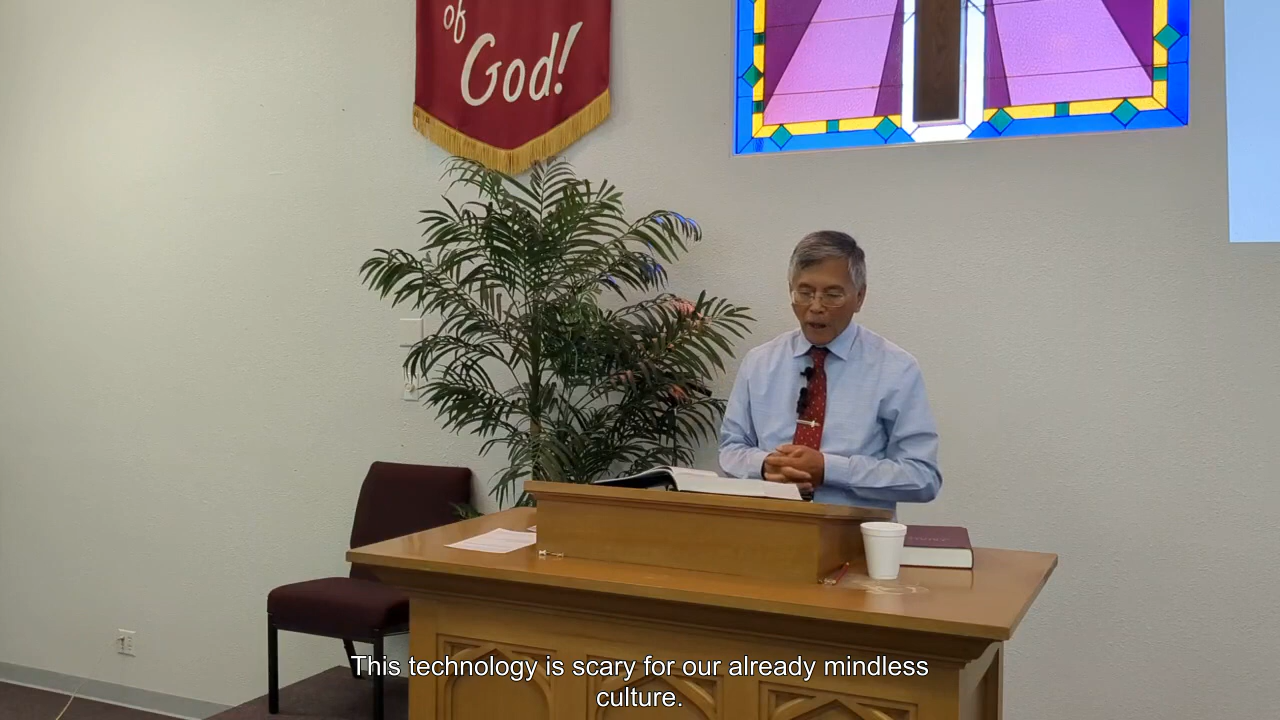 of
God!
This technology is scary for our already mindless
culture.